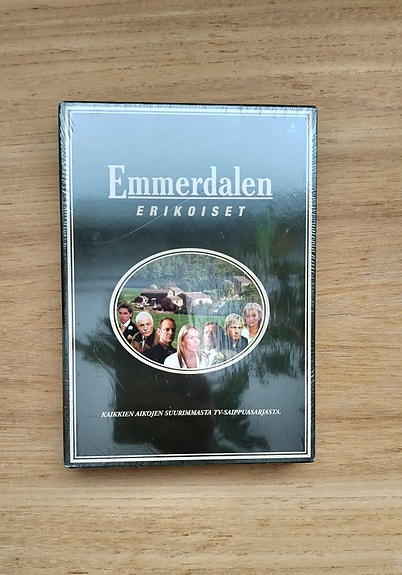 Emmerdalen
ERIKOISET
KAIKKIEN AIKOJEN SUURIMMASTA TV-SAIPPUASARJASTA.